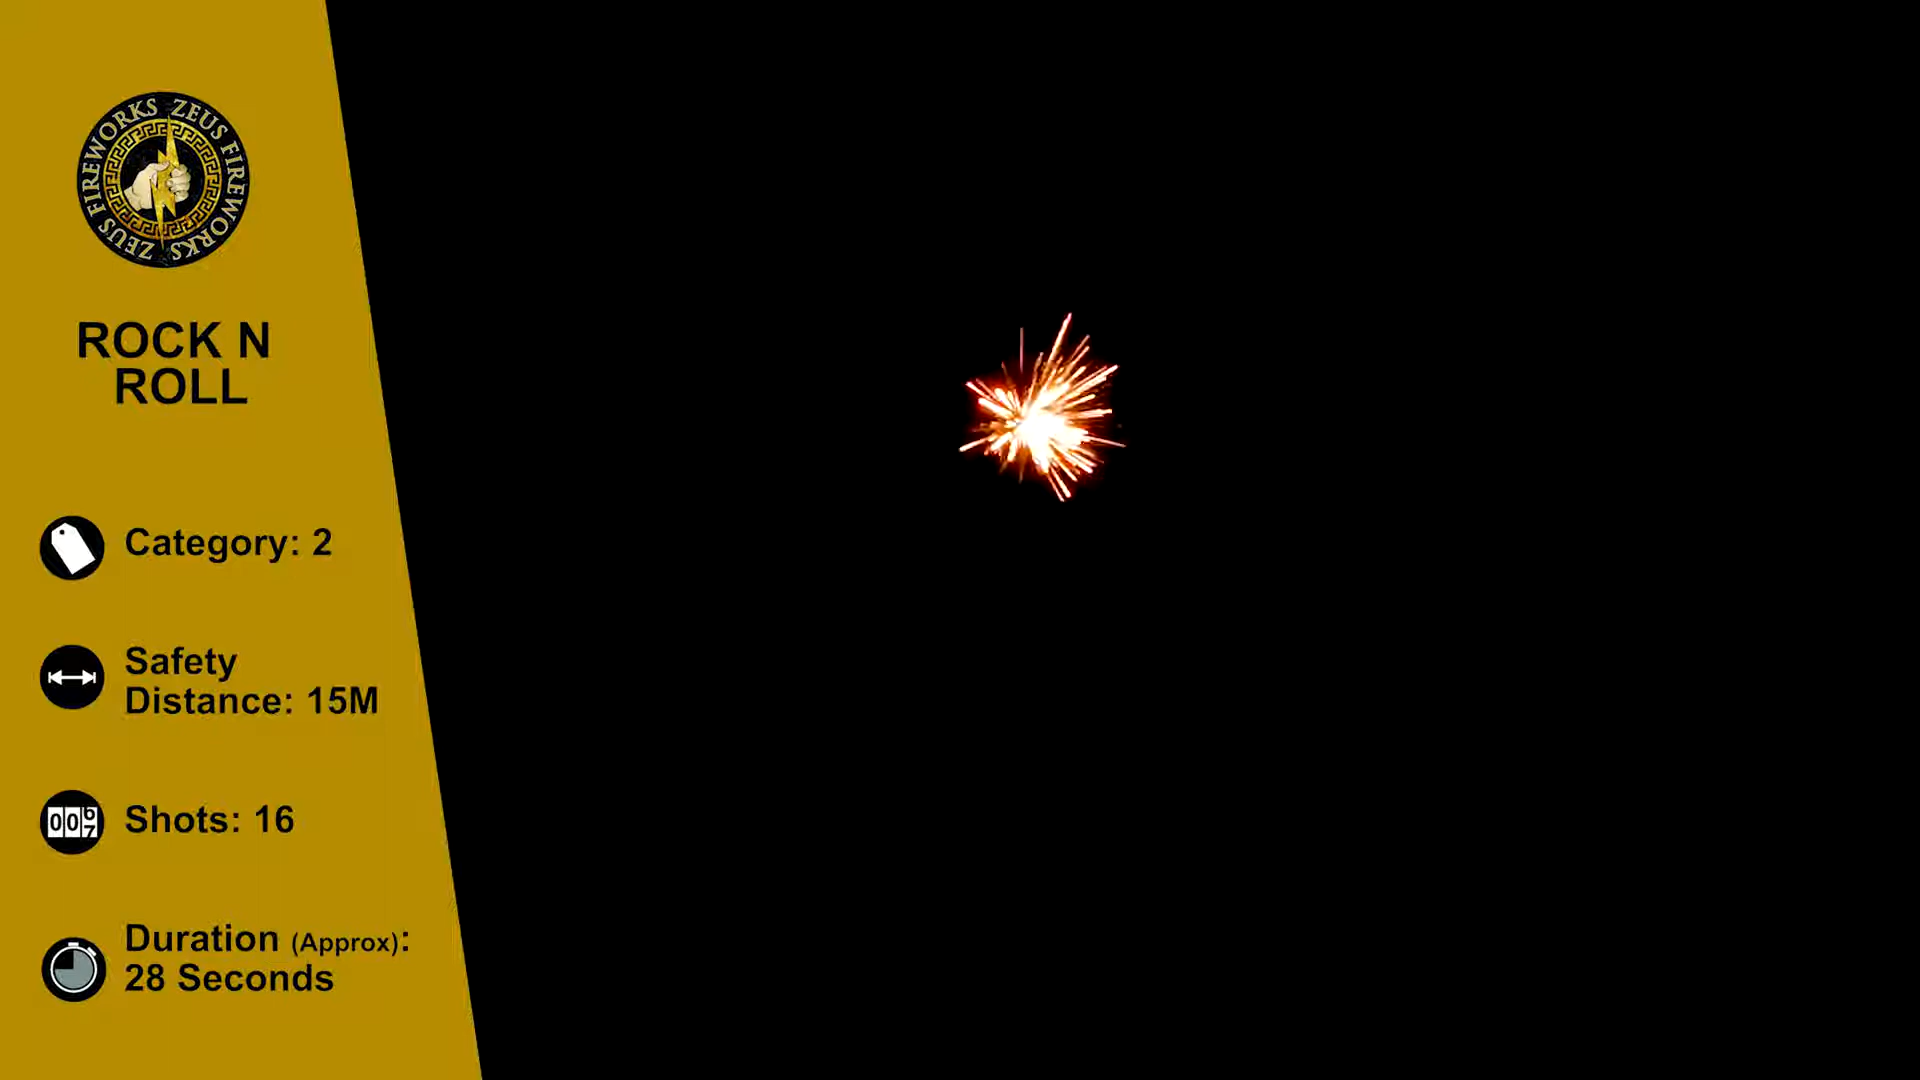 ZEUS FIREWORKS ZEUS FIREWORKS
ROCK N
ROLL
Category: 2
Safety
Distance: 15M
Shots: 16
Duration (Approx):
28 Seconds